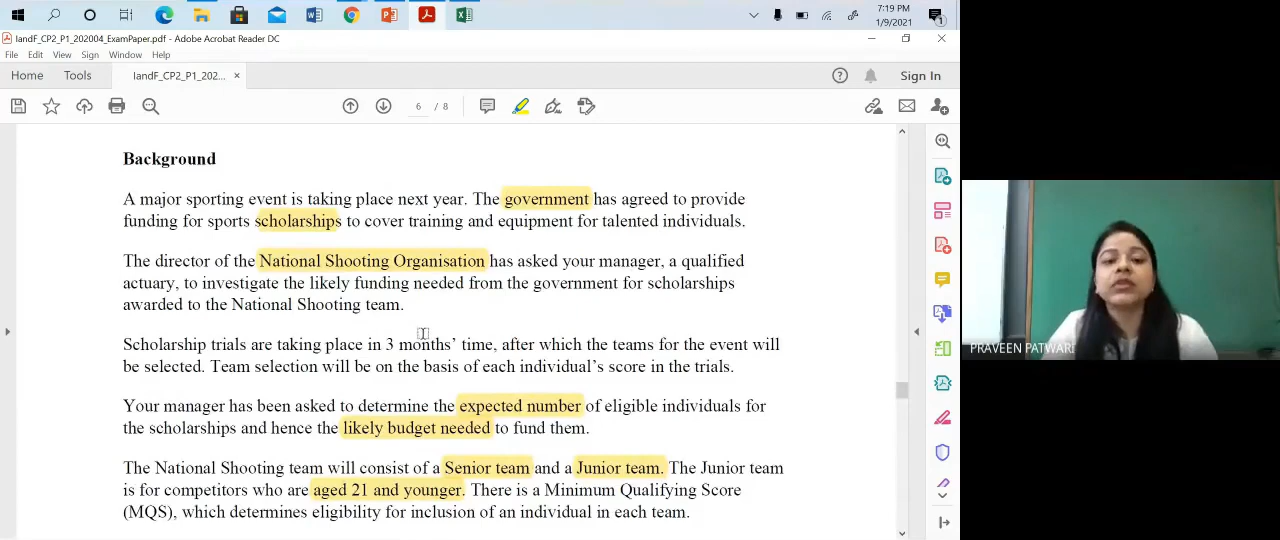 7:19 PM
1/9/2021
1
IandF_CP2_P1_202004_ExamPaper.pdf - Adobe Acrobat Reader DC
File Edit View Sign Window Help
Home Tools IandF_CP2_P1_202... × Sign In
6 / 8
Background
A major sporting event is taking place next year. The government has agreed to provide
funding for sports scholarships to cover training and equipment for talented individuals.
The director of the National Shooting Organisation has asked your manager, a qualified
actuary, to investigate the likely funding needed from the government for scholarships
awarded to the National Shooting team.
Scholarship trials are taking place in 3 months’ time, after which the teams for the event will
be selected. Team selection will be on the basis of each individual’s score in the trials.
Your manager has been asked to determine the expected number of eligible individuals for
the scholarships and hence the likely budget needed to fund them.
The National Shooting team will consist of a Senior team and a Junior team. The Junior team
is for competitors who are aged 21 and younger. There is a Minimum Qualifying Score
(MQS), which determines eligibility for inclusion of an individual in each team.
PRAVEEN PATWARI